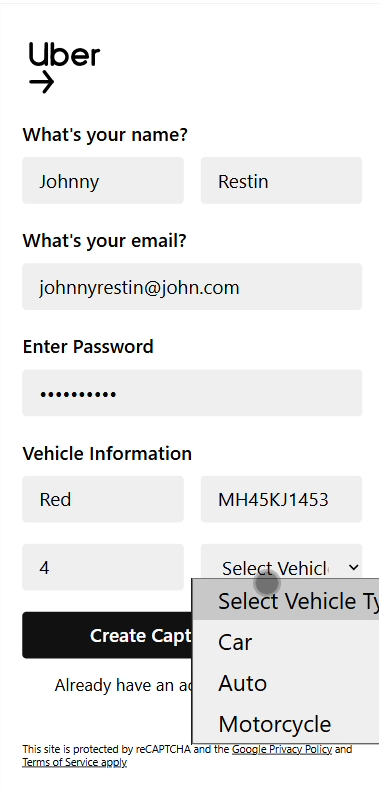 Uber
What's your name?
Johnny Restin
What's your email?
johnnyrestin@john.com
Enter Password
••••••••••
Vehicle Information
Red MH45KJ1453
4 Select Vehicl
Select Vehicle Ty
Create Capt
Car
Already have an ac
Auto
Motorcycle
This site is protected by reCAPTCHA and the Google Privacy Policy and
Terms of Service apply